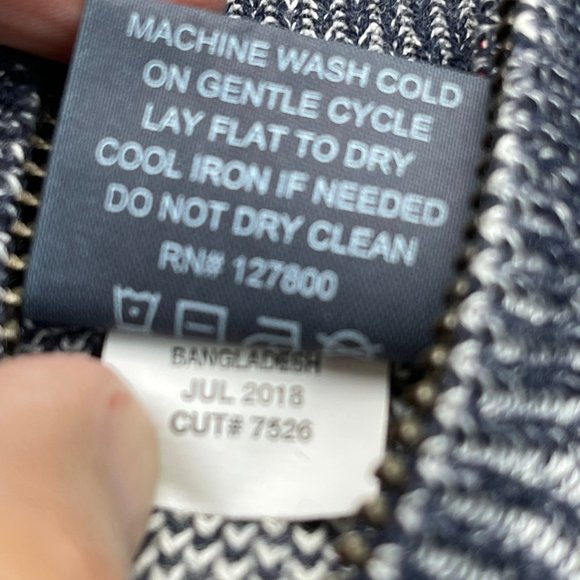 MACHINE WASH COLD
ON GENTLE CYCLE
LAY FLAT TO DRY
COOL IRON IF NEEDED
DO NOT DRY CLEAN
RN# 127800
BANGLADESH
JUL 2018
CUT# 7526